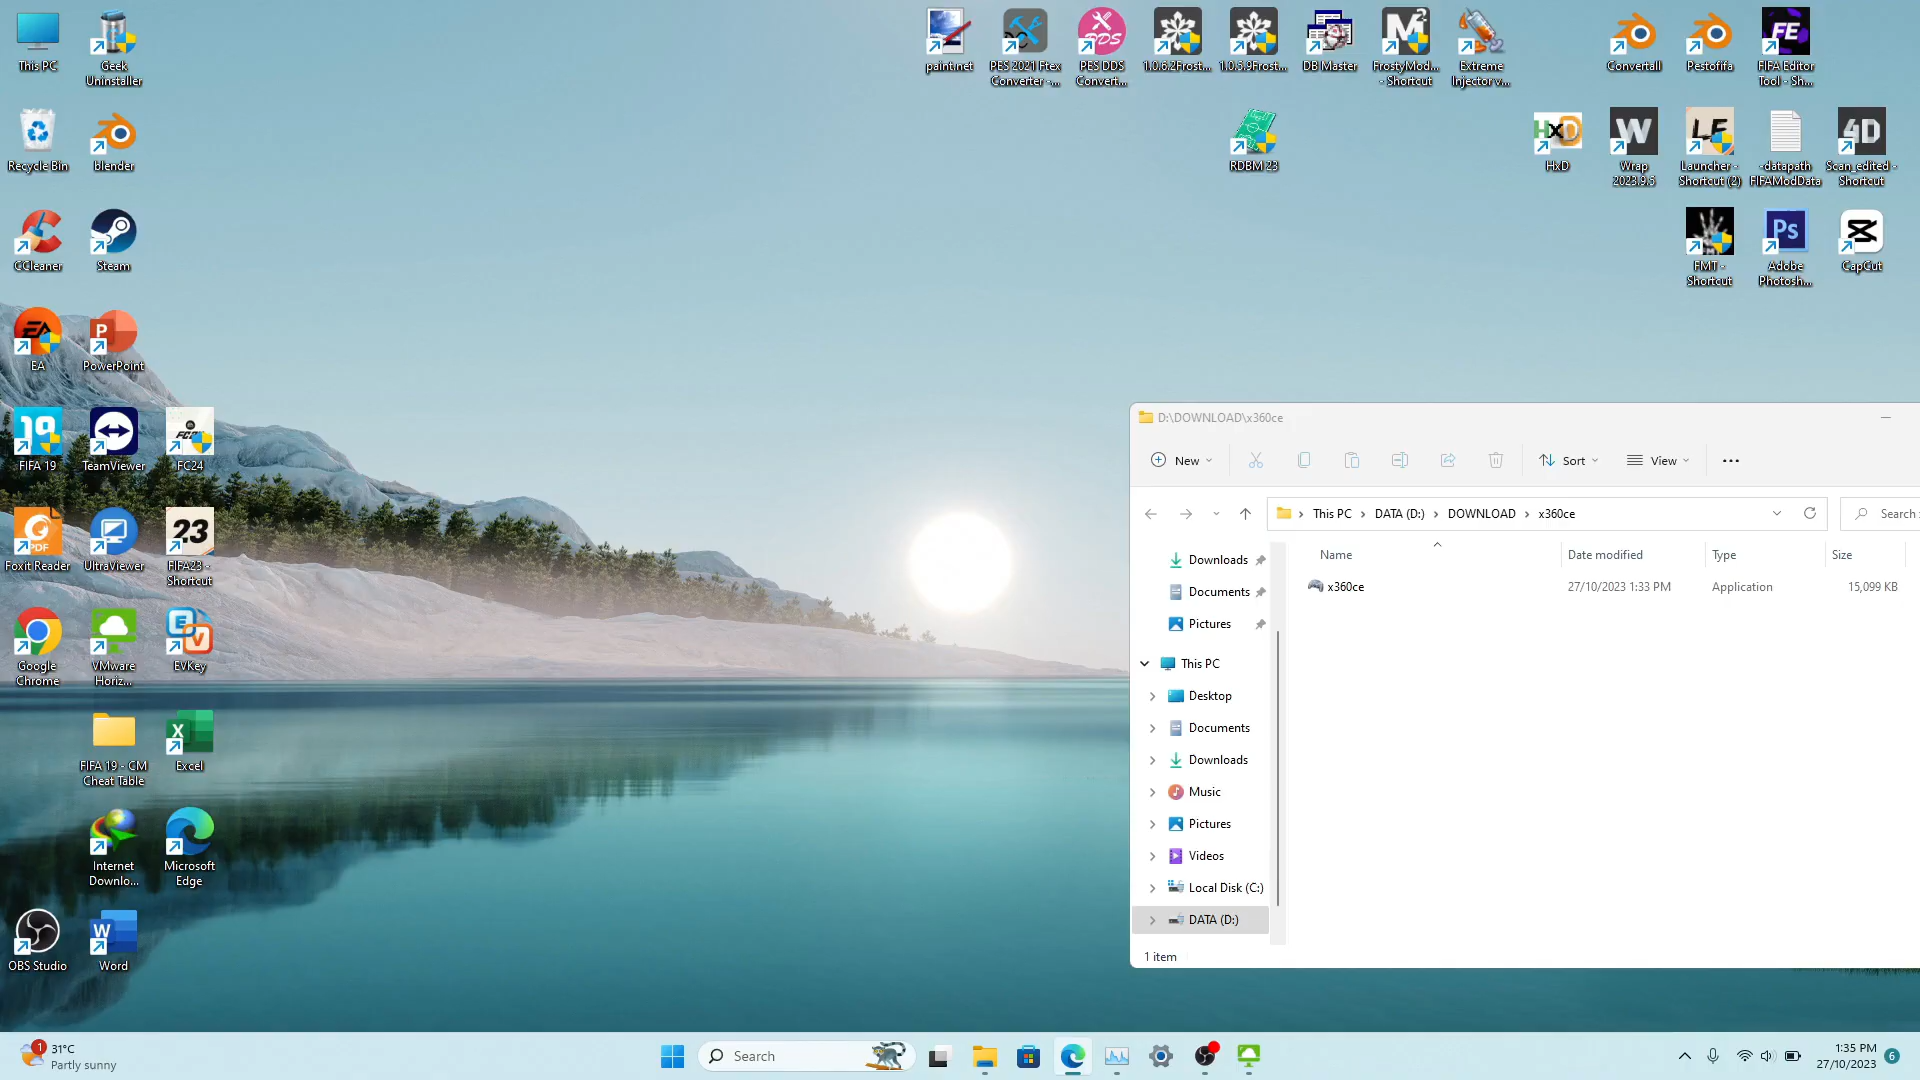 This PC
Geek
Uninstaller
paint.net
PES 2021 Ftex
Converter -...
PES DDS
Convert...
1.0.6.2Frost...
1.0.5.9Frost...
DB Master
FrostyMod...
- Shortcut
Extreme
Injector v...
Convertall
Pestofifa
FIFA Editor
Tool - Sh...
Recycle Bin
blender
RDBM 23
HxD
Wrap
2023.9.5
Launcher -
Shortcut (2)
-datapath
FIFAModData
Scan_edited -
Shortcut
CCleaner
Steam
FMT -
Shortcut
Adobe
Photosh...
CapCut
EA
PowerPoint
FIFA 19
TeamViewer
FC24
Foxit Reader
UltraViewer
FIFA23 -
Shortcut
Google
Chrome
VMware
Horiz...
EVKey
FIFA 19 - CM
Cheat Table
Excel
Internet
Downlo...
Microsoft
Edge
OBS Studio
Word
D:\DOWNLOAD\x360ce
New
Sort
View
This PC
DATA (D:)
DOWNLOAD
x360ce
Search
Name
Date modified
Type
Size
x360ce
27/10/2023 1:33 PM
Application
15,099 KB
Downloads
Documents
Pictures
This PC
Desktop
Documents
Downloads
Music
Pictures
Videos
Local Disk (C:)
DATA (D:)
1 item
1
31°C
Partly sunny
Search
1:35 PM
27/10/2023
6